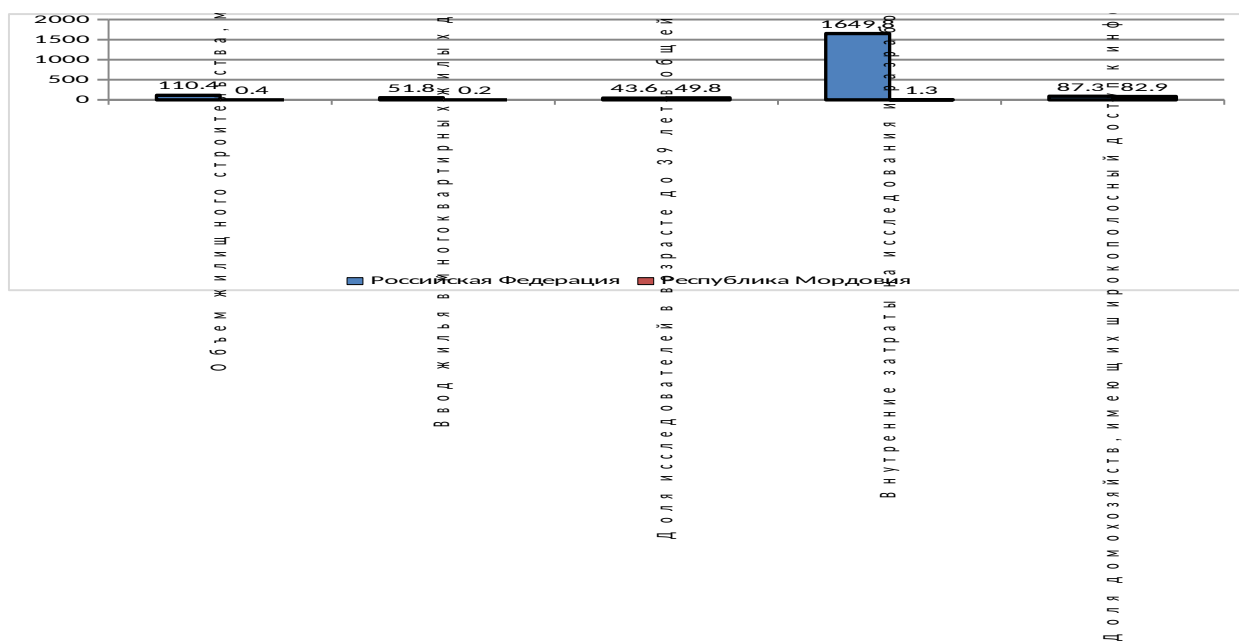 2000
1500
1000
500
0
110.4
0.4
51.8
0.2
43.6
49.8
1649.8
1.3
87.3
82.9
Объем жилищного строительства, м
Ввод жилья в многоквартирных жилых д
Доля исследователей в возрасте до 39 лет в общей
Внутренние затраты на исследования и разрабо
Доля домохозяйств, имеющих широкополосный доступ к инфо
Российская Федерация
Республика Мордовия